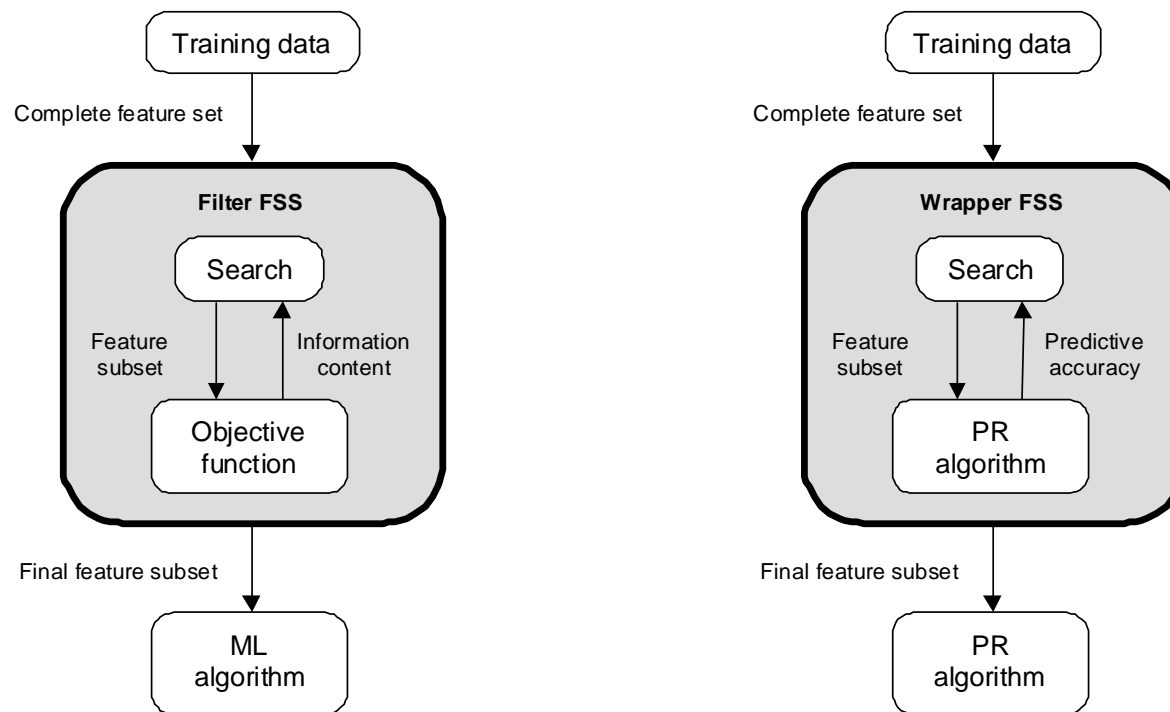 Training data
Complete feature set
Filter FSS
Search
Feature
subset
Information
content
Objective
function
Final feature subset
ML
algorithm
Training data
Complete feature set
Wrapper FSS
Search
Feature
subset
Predictive
accuracy
PR
algorithm
Final feature subset
PR
algorithm